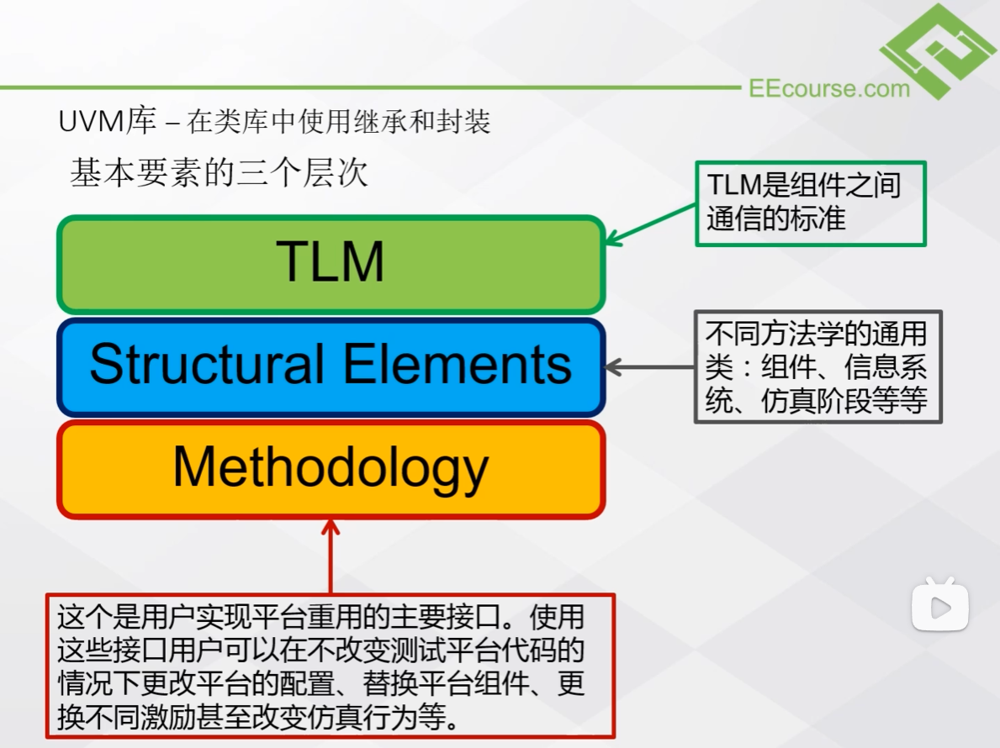 EEcourse.com
UVM库 – 在类库中使用继承和封装
基本要素的三个层次
TLM是组件之间
通信的标准
TLM
不同方法学的通用
类：组件、信息系
统、仿真阶段等等
Structural Elements
Methodology
这个是用户实现平台重用的主要接口。使用
这些接口用户可以在不改变测试平台代码的
情况下更改平台的配置、替换平台组件、更
换不同激励甚至改变仿真行为等。